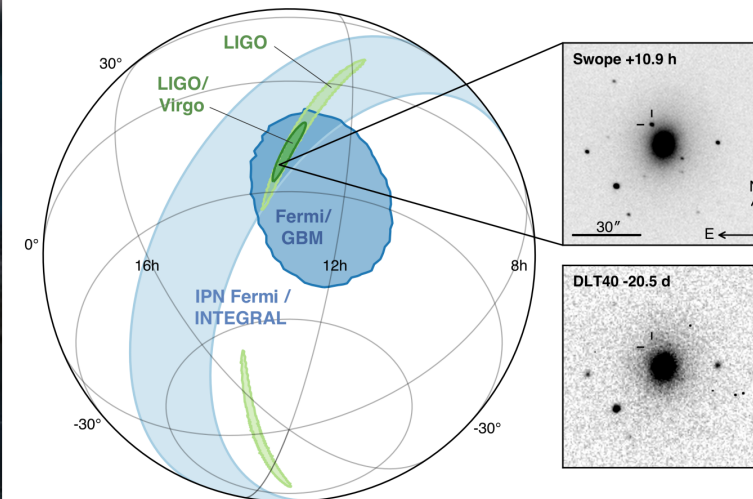 LIGO
LIGO/
Virgo
30°
Fermi/
GBM
0°
16h
12h
8h
IPN Fermi /
INTEGRAL
-30°
-30°
Swope +10.9 h
30″
E
DLT40 -20.5 d